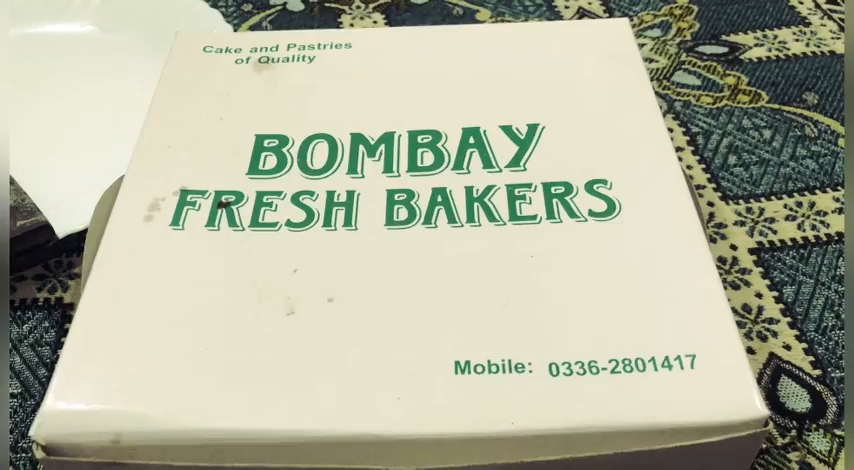 Cake and Pastries
of Quality
BOMBAY
FRESH BAKERS
Mobile: 0336-2801417